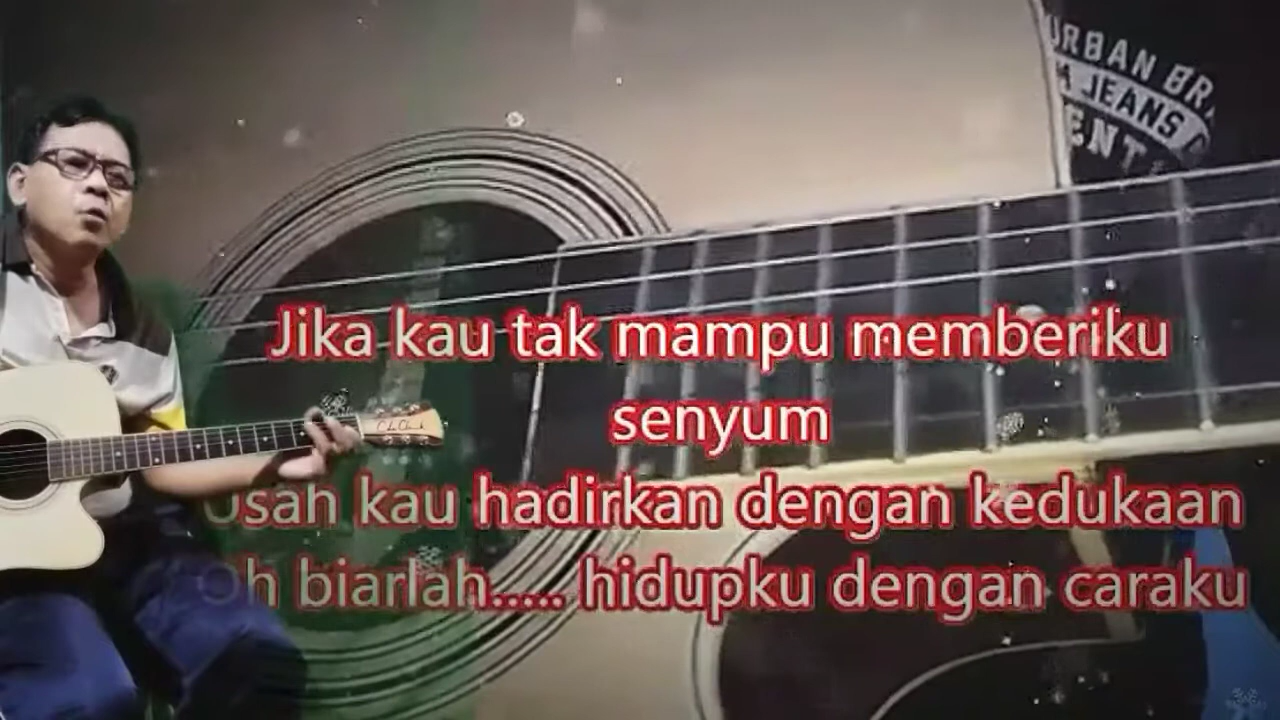 URBAN BR
JEANS
ENT
Jika kau tak mampu memberiku
senyum
Usah kau hadirkan dengan kedukaan
Oh biarlah..... hidupku dengan caraku